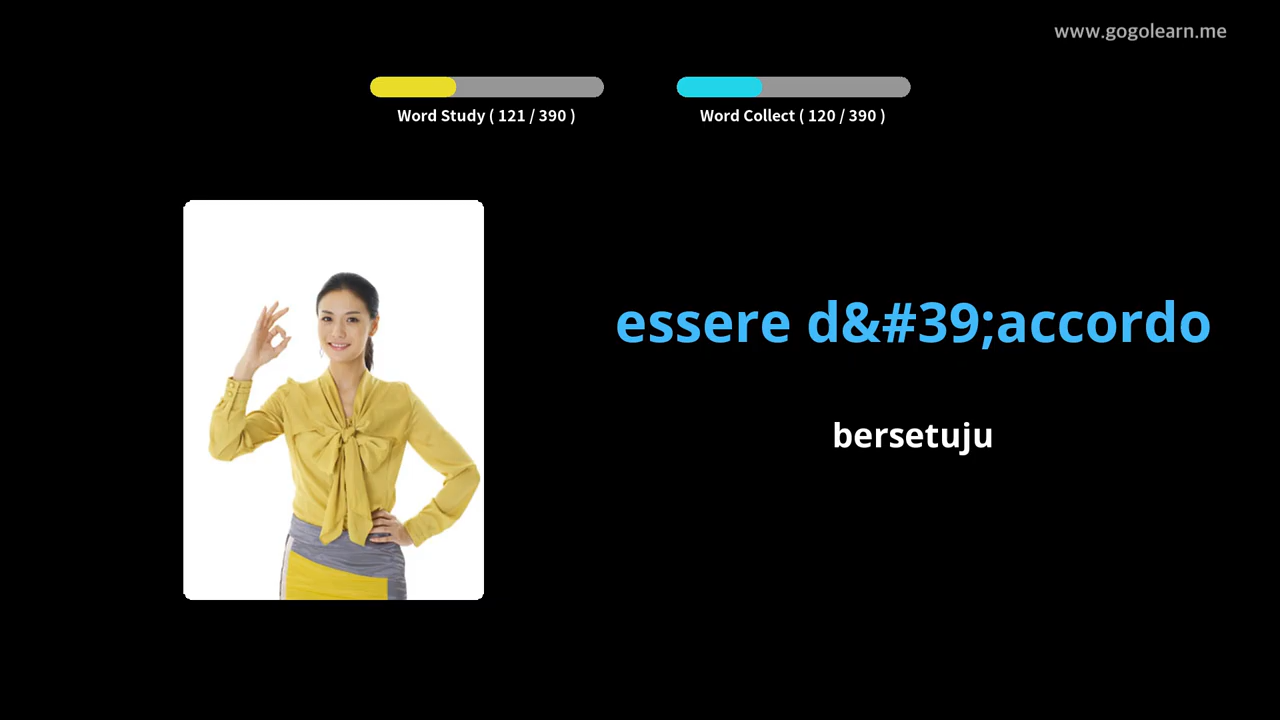 www.gogolearn.me
Word Study ( 121 / 390 )
Word Collect ( 120 / 390 )
essere d&#39;accordo
bersetuju